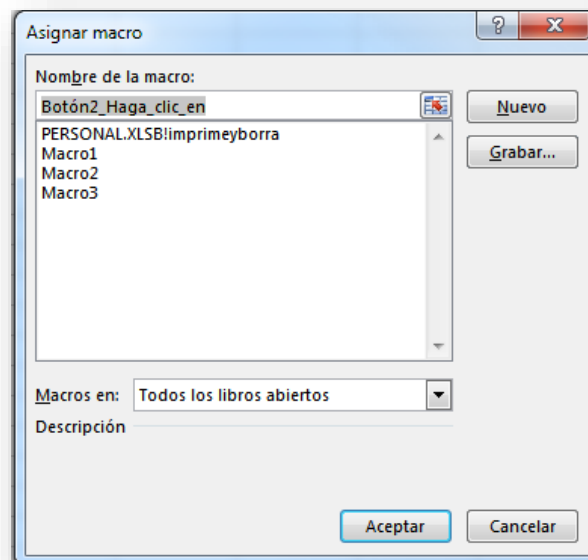 Asignar macro
Nombre de la macro:
Botón2_Haga_clic_en
Nuevo
PERSONAL.XLSB!imprimeyborra
Grabar...
Macro1
Macro2
Macro3
Macros en: Todos los libros abiertos
Descripción
Aceptar Cancelar